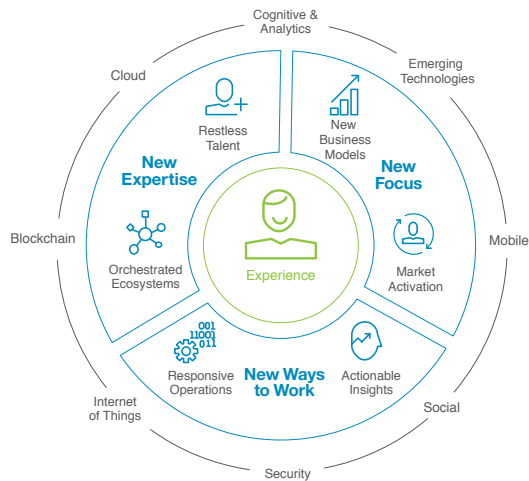 Cognitive &
Analytics
Cloud
Emerging
Technologies
Restless
Talent
New
Business
Models
New
Expertise
New
Focus
Blockchain
Mobile
Orchestrated
Ecosystems
Experience
Market
Activation
001
11001
011
Responsive
Operations
New Ways
to Work
Actionable
Insights
Internet
of Things
Social
Security